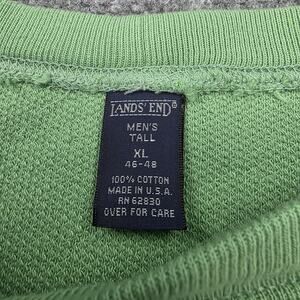 LANDS' END®
MEN'S
TALL
XL
46-48
100% COTTON
MADE IN U.S.A.
RN 62830
OVER FOR CARE